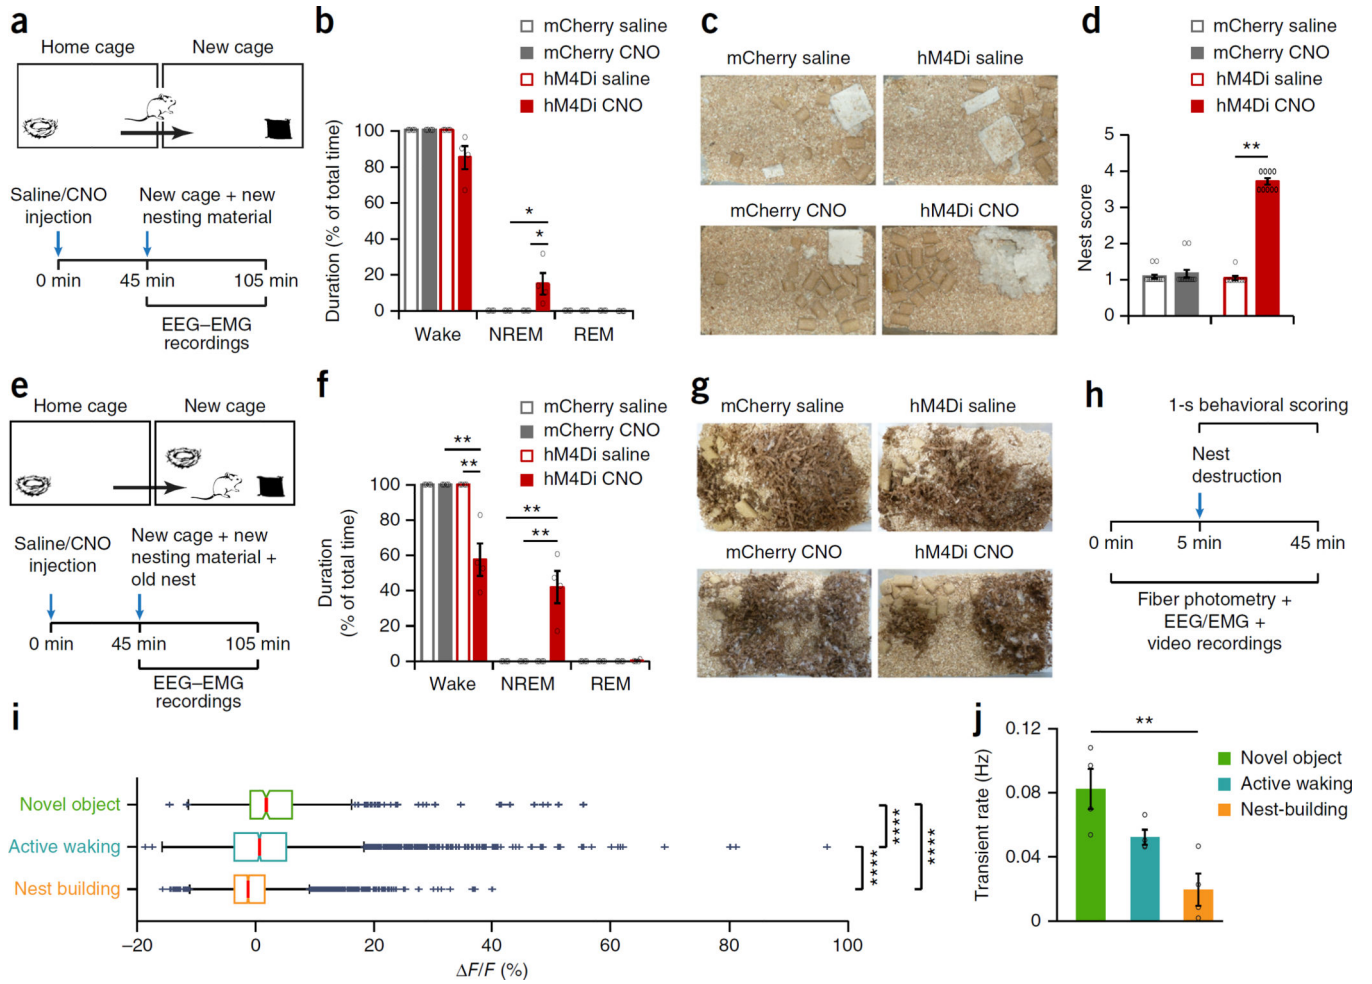 a
Home cage
New cage
Saline/CNO
injection
New cage + new
nesting material
0 min
45 min
105 min
EEG–EMG
recordings
b
mCherry saline
mCherry CNO
hM4Di saline
hM4Di CNO
Duration (% of total time)
100
80
60
40
20
0
*
*
Wake
NREM
REM
c
mCherry saline
hM4Di saline
mCherry CNO
hM4Di CNO
d
mCherry saline
mCherry CNO
hM4Di saline
hM4Di CNO
Nest score
5
4
3
2
1
0
**
e
Home cage
New cage
Saline/CNO
injection
New cage + new
nesting material +
old nest
0 min
45 min
105 min
EEG–EMG
recordings
f
mCherry saline
mCherry CNO
hM4Di saline
hM4Di CNO
Duration
(% of total time)
100
80
60
40
20
0
**
**
**
**
Wake
NREM
REM
g
mCherry saline
hM4Di saline
mCherry CNO
hM4Di CNO
h
1-s behavioral scoring
Nest
destruction
0 min
5 min
45 min
Fiber photometry +
EEG/EMG +
video recordings
i
Novel object
Active waking
Nest building
****
****
****
–20
0
20
40
60
80
100
ΔF/F (%)
j
Transient rate (Hz)
0.12
0.08
0.04
0
**
Novel object
Active waking
Nest-building